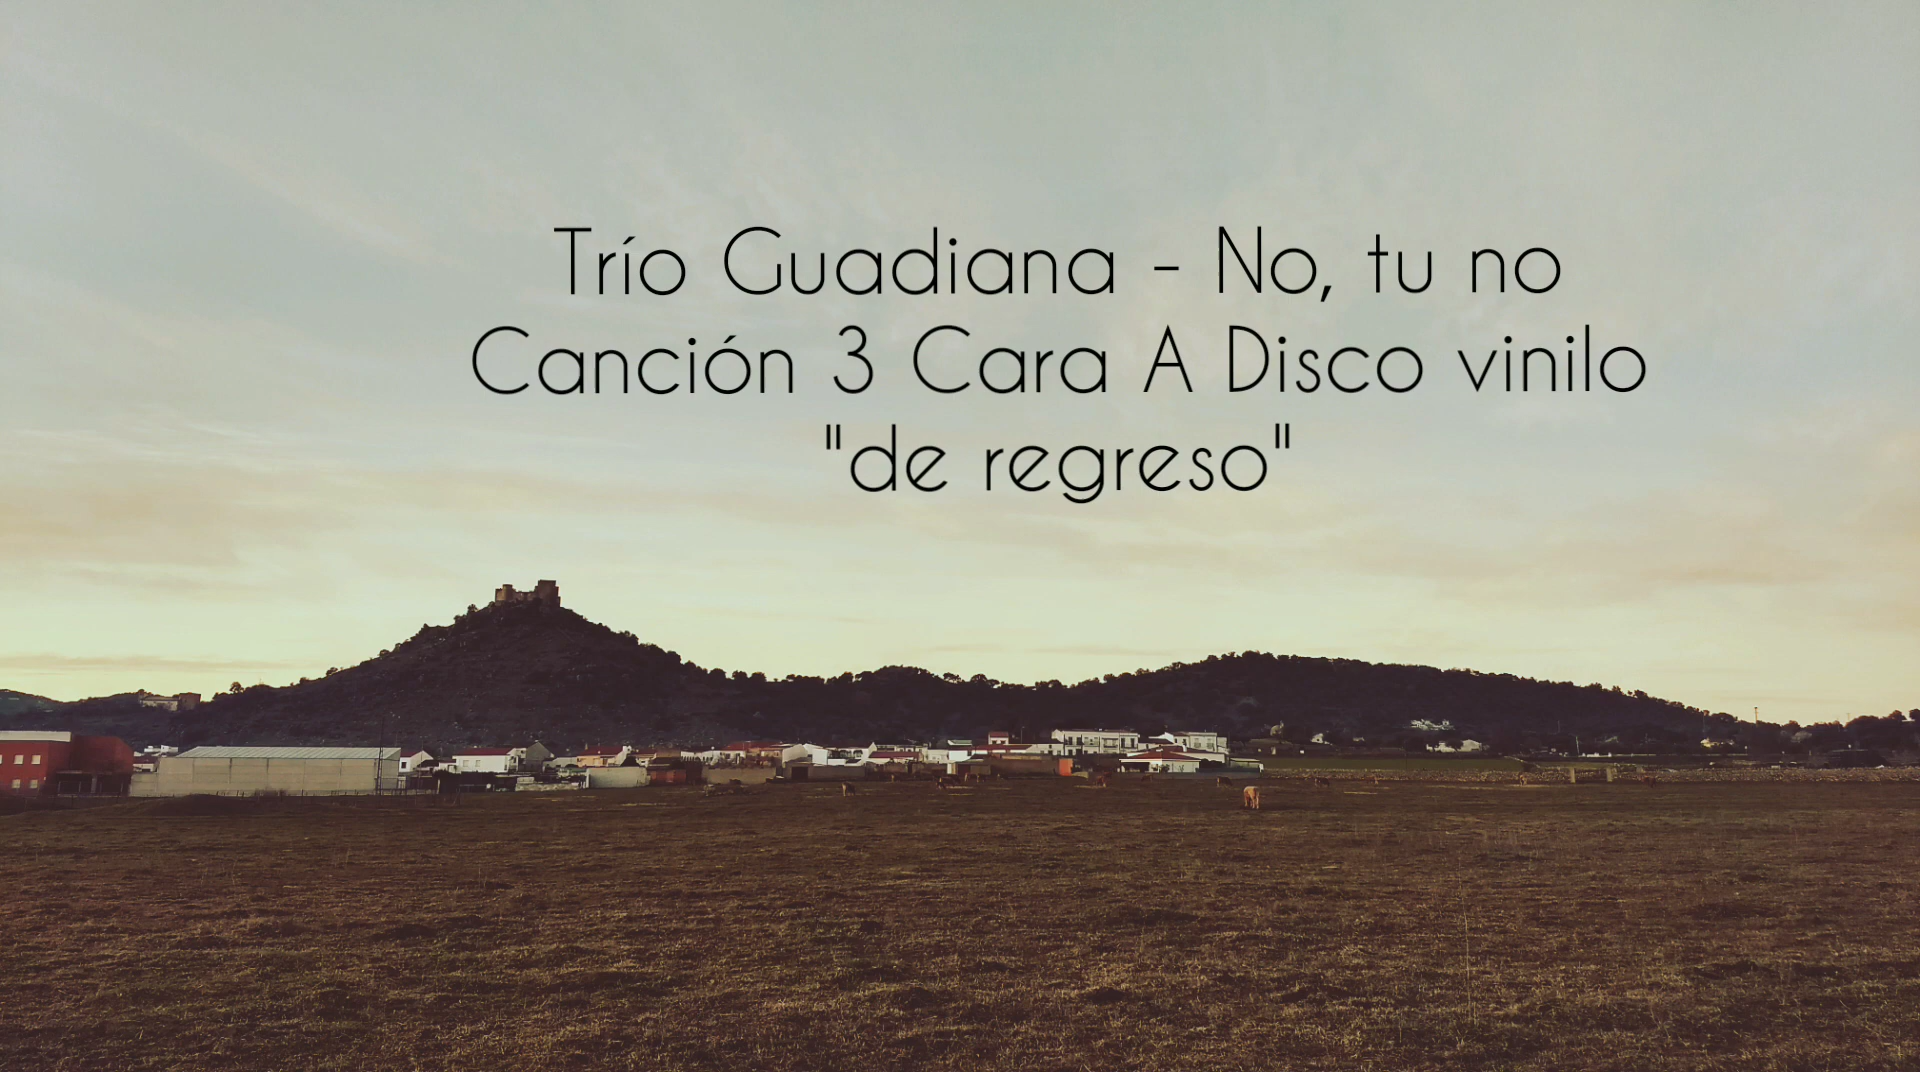 Trío Guadiana - No, tu no
Canción 3 Cara A Disco vinilo
"de regreso"